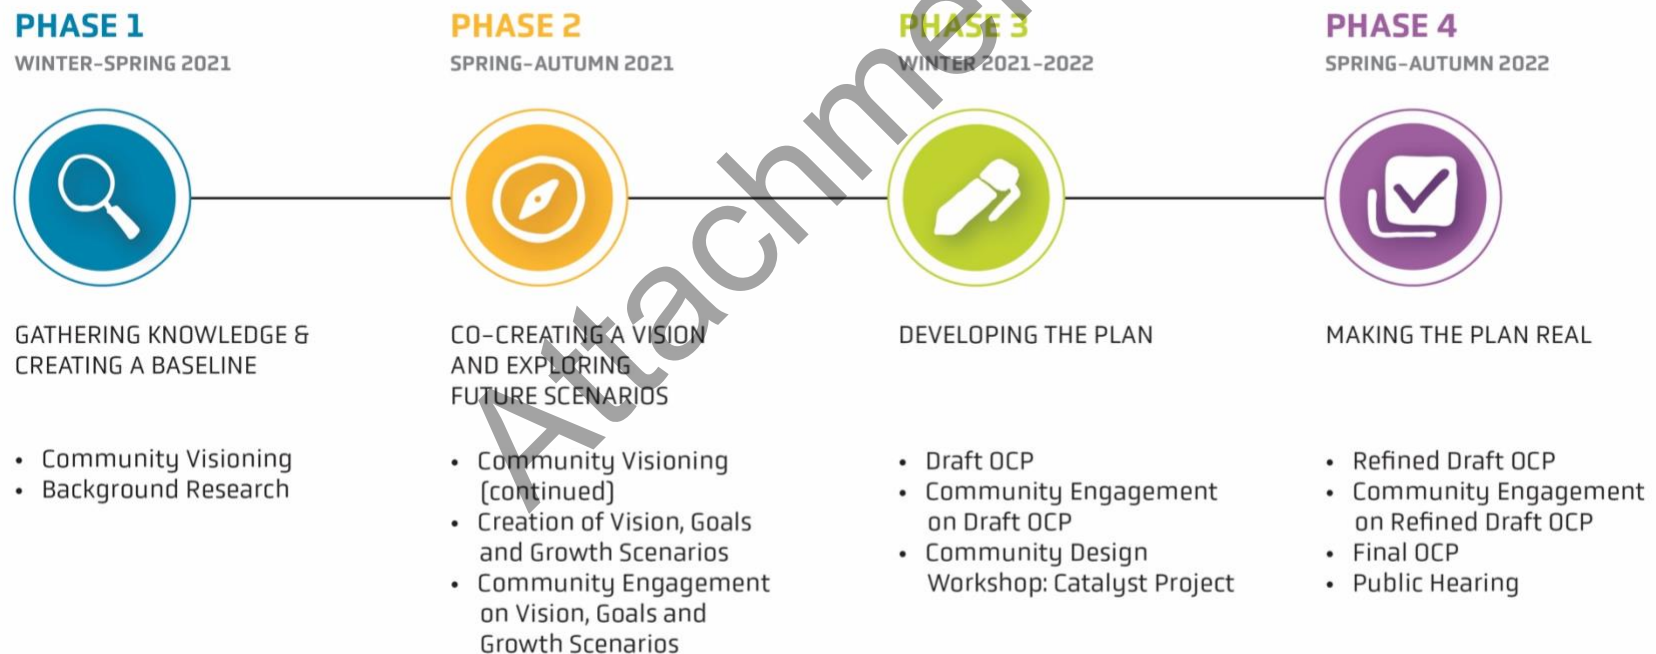 PHASE 1
WINTER-SPRING 2021
GATHERING KNOWLEDGE &
CREATING A BASELINE
• Community Visioning
• Background Research
PHASE 2
SPRING-AUTUMN 2021
CO-CREATING A VISION
AND EXPLORING
FUTURE SCENARIOS
• Community Visioning
(continued)
• Creation of Vision, Goals
and Growth Scenarios
• Community Engagement
on Vision, Goals and
Growth Scenarios
PHASE 3
WINTER 2021-2022
DEVELOPING THE PLAN
• Draft OCP
• Community Engagement
on Draft OCP
• Community Design
Workshop: Catalyst Project
PHASE 4
SPRING-AUTUMN 2022
MAKING THE PLAN REAL
• Refined Draft OCP
• Community Engagement
on Refined Draft OCP
• Final OCP
• Public Hearing